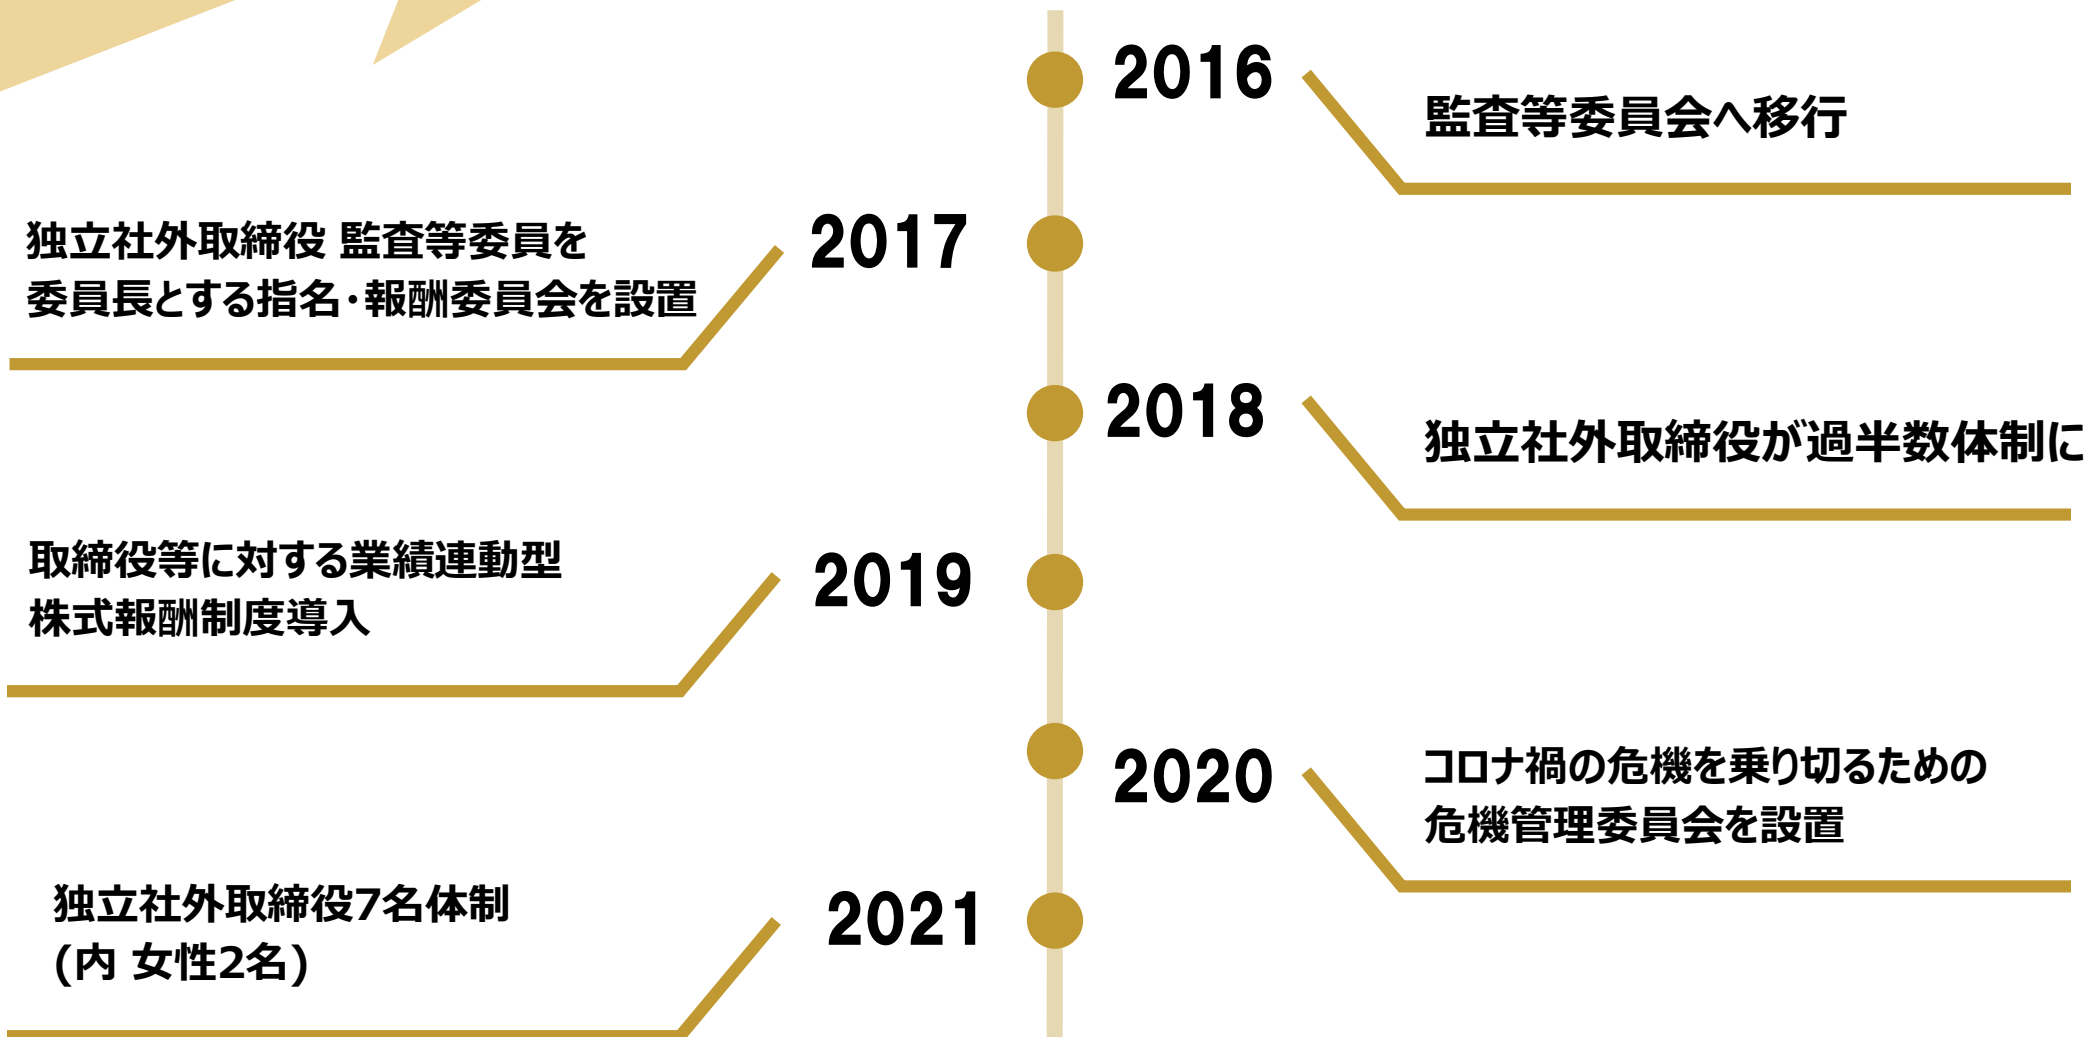 2016
監査等委員会へ移行
2017
独立社外取締役 監査等委員を
委員長とする指名・報酬委員会を設置
2018
独立社外取締役が過半数体制に
2019
取締役等に対する業績連動型
株式報酬制度導入
2020
コロナ禍の危機を乗り切るための
危機管理委員会を設置
2021
独立社外取締役7名体制
(内 女性2名)